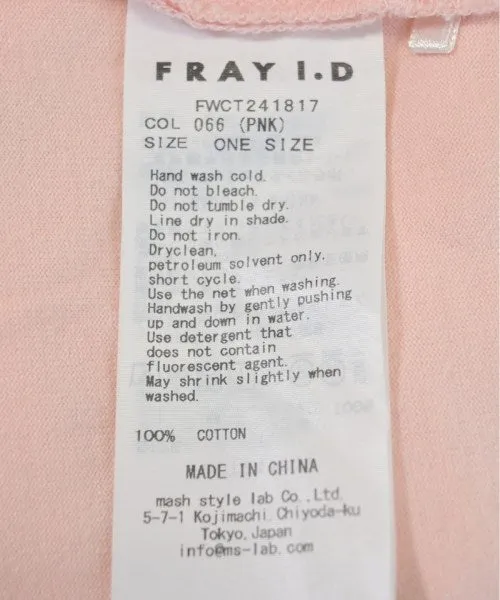 FRAY I.D
FWCT241817
COL 066 (PNK)
SIZE ONE SIZE
Hand wash cold.
Do not bleach.
Do not tumble dry.
Line dry in shade.
Do not iron.
Dryclean,
petroleum solvent only.
short cycle.
Use the net when washing.
Handwash by gently pushing
up and down in water.
Use detergent that
does not contain
fluorescent agent.
May shrink slightly when
washed.
100% COTTON
MADE IN CHINA
mash style lab Co.,Ltd.
5-7-1 Kojimachi,Chiyoda-ku
Tokyo,Japan
info@ms-lab.com